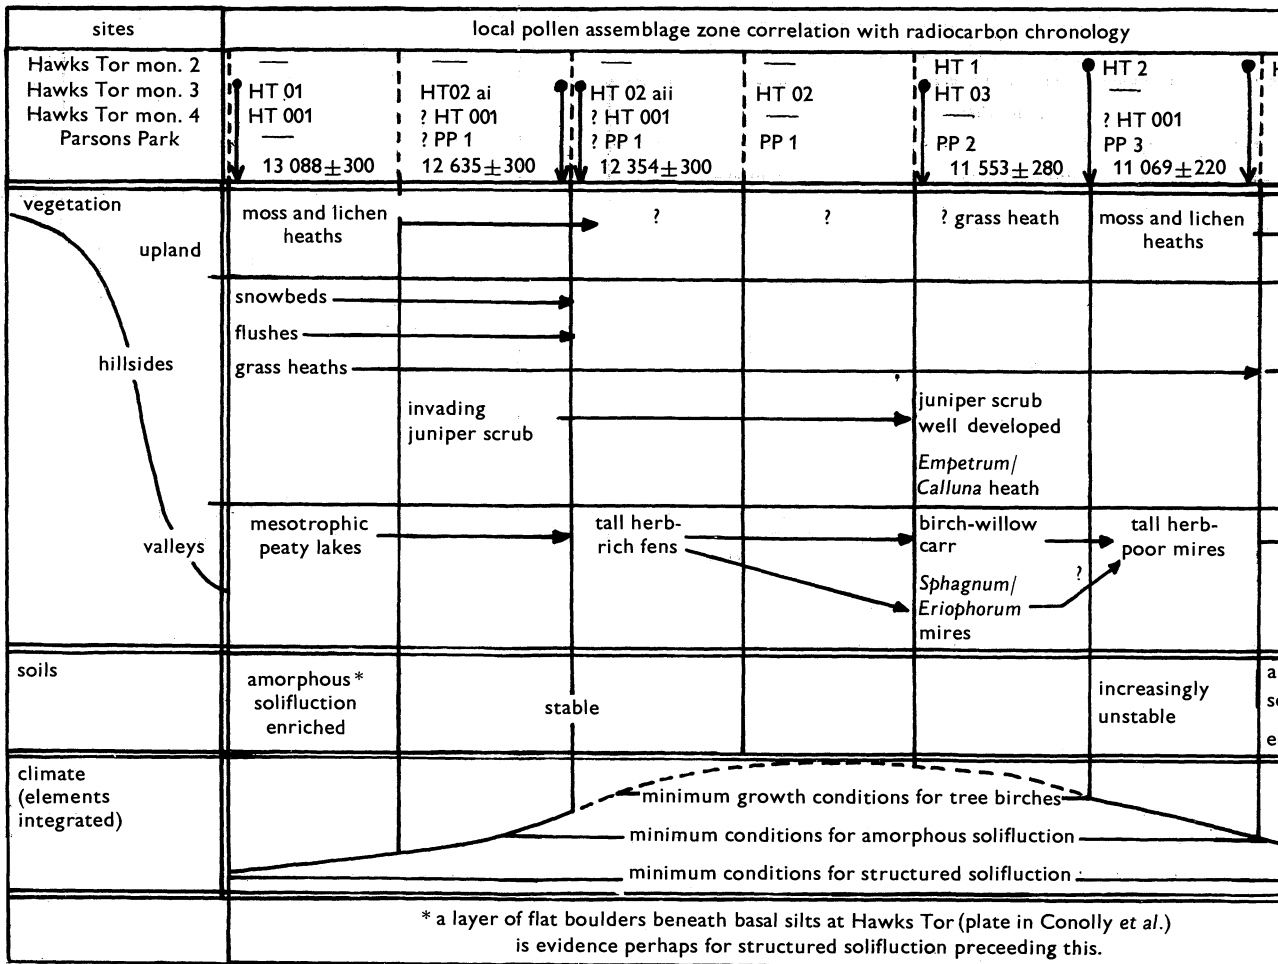 sites
local pollen assemblage zone correlation with radiocarbon chronology
Hawks Tor mon. 2 — — — — HT 1 HT 2 H
Hawks Tor mon. 3 HT 01 HT02 ai HT 02 aii HT 02 HT 03 —
Hawks Tor mon. 4 HT 001 ? HT 001 ? HT 001 — — ? HT 001
Parsons Park — ? PP 1 ? PP 1 PP 1 PP 2 PP 3
13 088±300 12 635±300 12 354±300 11 553±280 11 069±220
vegetation
upland
moss and lichen
heaths
?
?
? grass heath
moss and lichen
heaths
hillsides
snowbeds
flushes
grass heaths
invading
juniper scrub
juniper scrub
well developed
Empetrum/
Calluna heath
valleys
mesotrophic
peaty lakes
tall herb-
rich fens
birch-willow
carr
Sphagnum/
Eriophorum
mires
?
tall herb-
poor mires
soils
amorphous*
solifluction
enriched
stable
increasingly
unstable
a
so
e
climate
(elements
integrated)
minimum growth conditions for tree birches
minimum conditions for amorphous solifluction
minimum conditions for structured solifluction
* a layer of flat boulders beneath basal silts at Hawks Tor (plate in Conolly et al.)
is evidence perhaps for structured solifluction preceeding this.